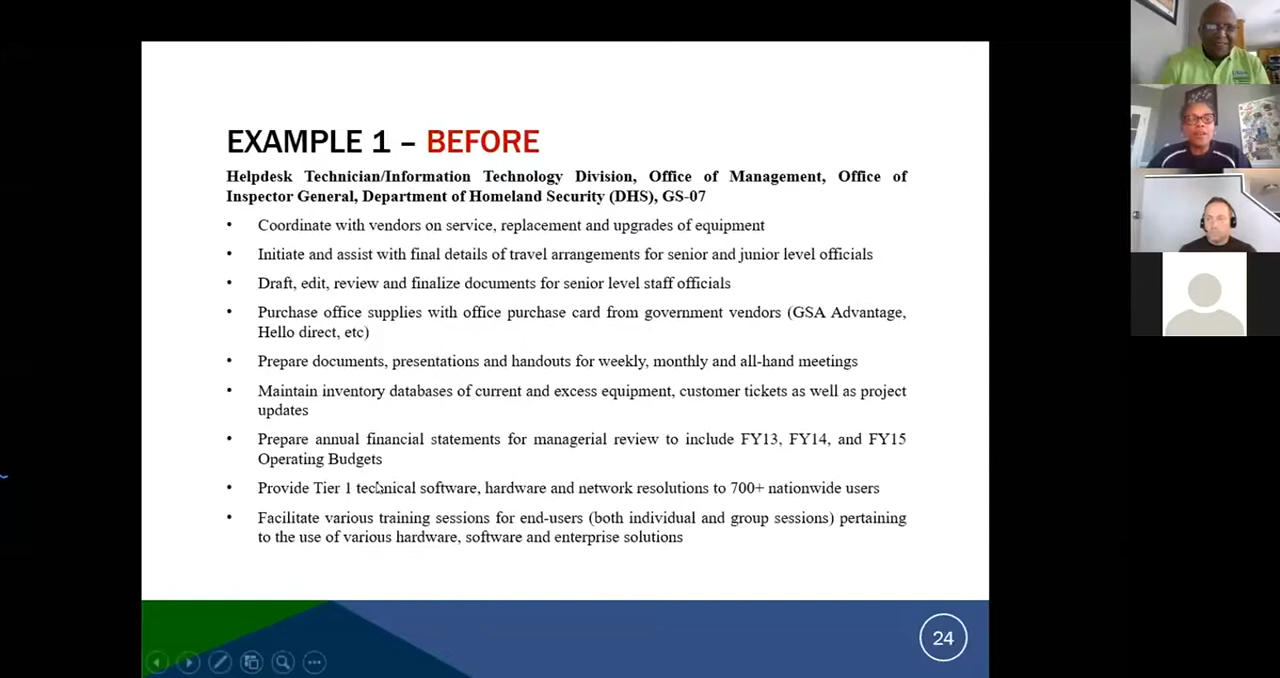 EXAMPLE 1 – BEFORE
Helpdesk Technician/Information Technology Division, Office of Management, Office of
Inspector General, Department of Homeland Security (DHS), GS-07
• Coordinate with vendors on service, replacement and upgrades of equipment
• Initiate and assist with final details of travel arrangements for senior and junior level officials
• Draft, edit, review and finalize documents for senior level staff officials
• Purchase office supplies with office purchase card from government vendors (GSA Advantage,
Hello direct, etc)
• Prepare documents, presentations and handouts for weekly, monthly and all-hand meetings
• Maintain inventory databases of current and excess equipment, customer tickets as well as project
updates
• Prepare annual financial statements for managerial review to include FY13, FY14, and FY15
Operating Budgets
• Provide Tier 1 technical software, hardware and network resolutions to 700+ nationwide users
• Facilitate various training sessions for end-users (both individual and group sessions) pertaining
to the use of various hardware, software and enterprise solutions
24